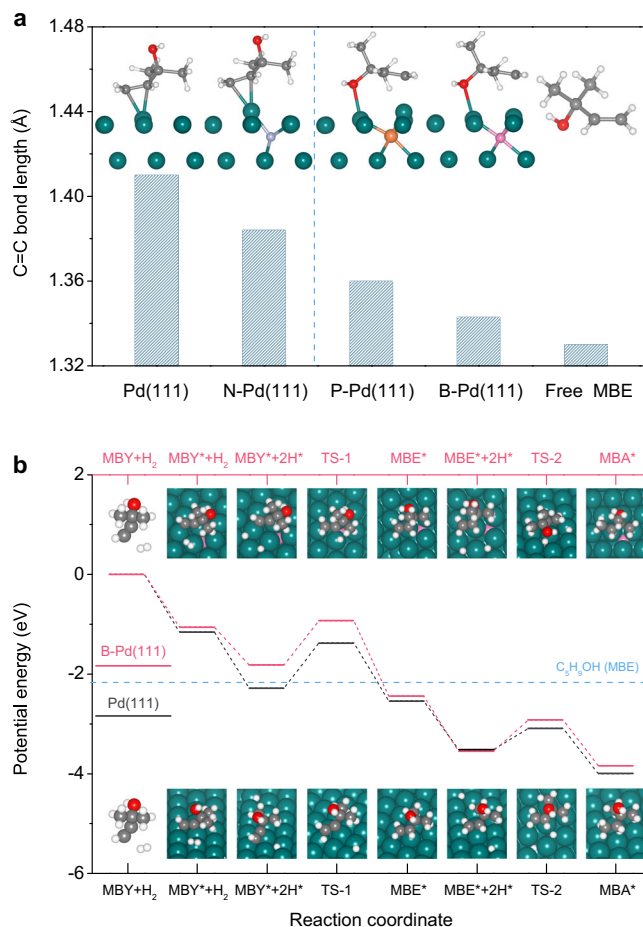 a
1.48
1.44
1.40
1.36
1.32
C=C bond length (Å)
Pd(111) N-Pd(111) P-Pd(111) B-Pd(111) Free MBE
b
MBY+H₂ MBY*+H₂ MBY*+2H* TS-1 MBE* MBE*+2H* TS-2 MBA*
2
0
-2
-4
-6
Potential energy (eV)
B-Pd(111)
C₅H₉OH (MBE)
Pd(111)
MBY+H₂ MBY*+H₂ MBY*+2H* TS-1 MBE* MBE*+2H* TS-2 MBA*
Reaction coordinate